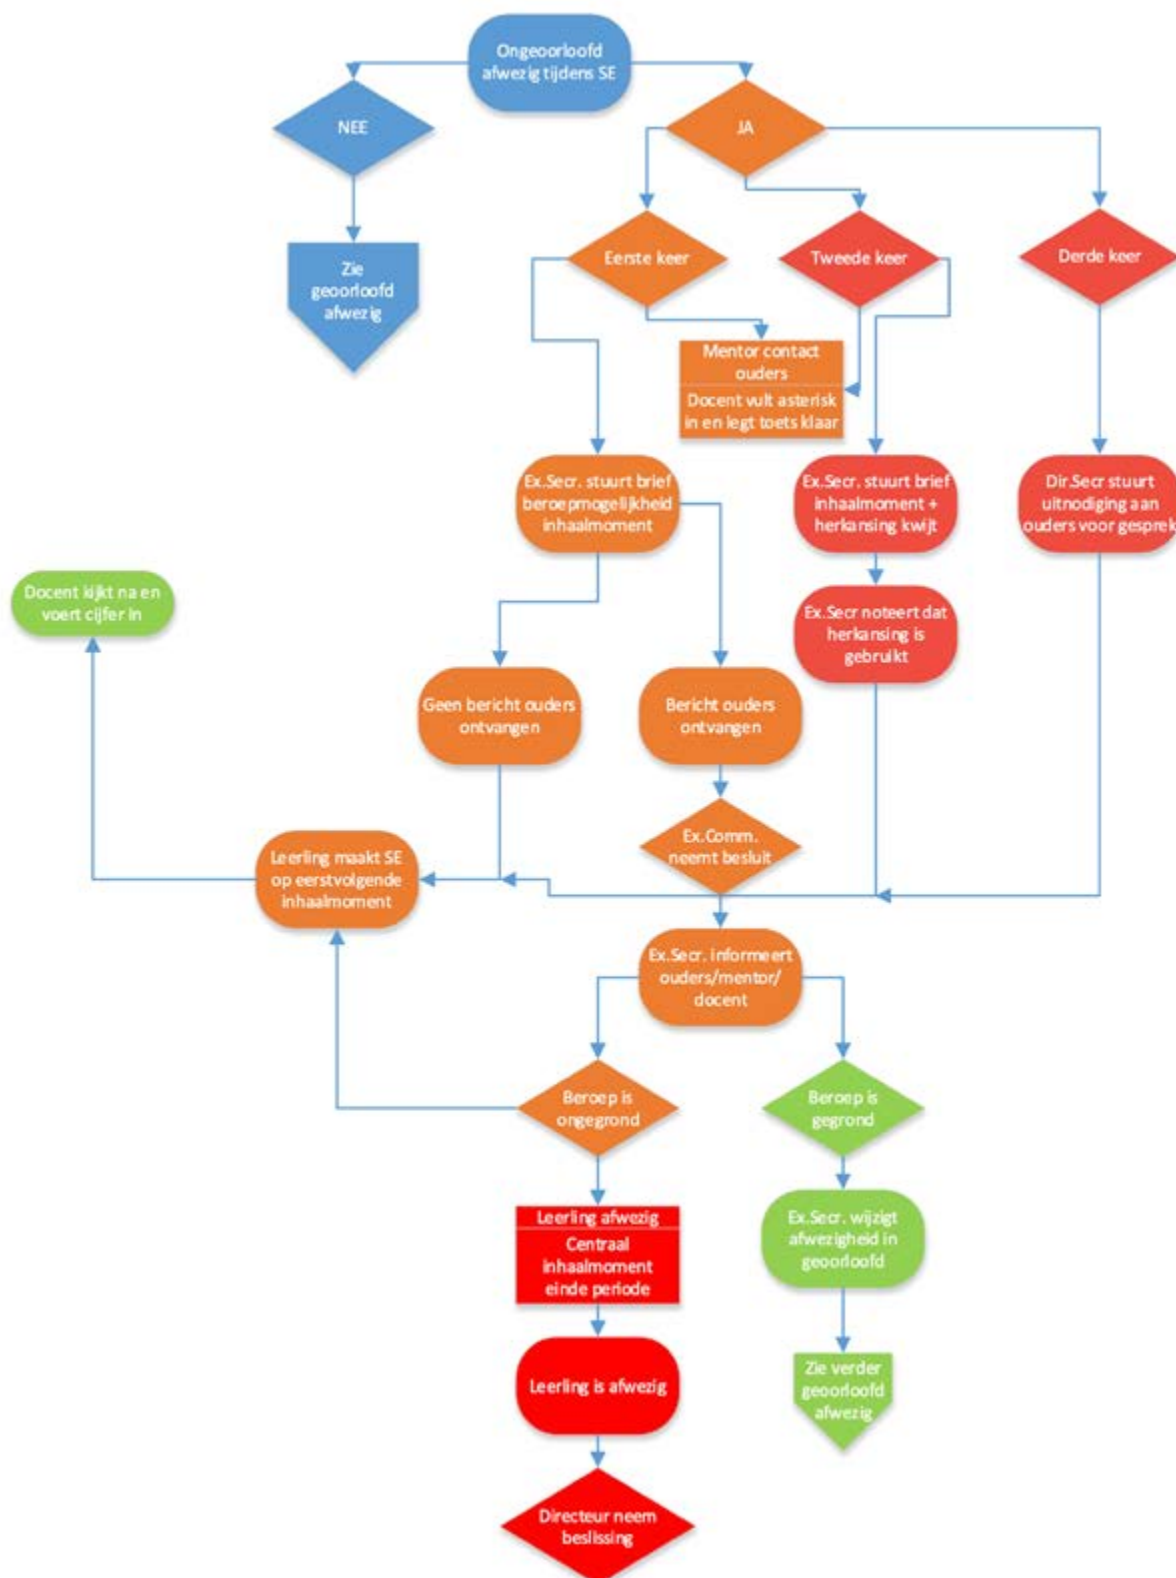 Ongeoorloofd
afwezig tijdens SE
NEE
JA
Zie
geoorloofd
afwezig
Eerste keer
Tweede keer
Derde keer
Mentor contact
ouders
Docent vult asterisk
in en legt toets klaar
Ex.Secr. stuurt brief
beroepmogelijkheid
inhaalmoment
Ex.Secr. stuurt brief
inhaalmoment +
herkansing kwijt
Dir.Secr stuurt
uitnodiging aan
ouders voor gesprek
Docent kijkt na en
voert cijfer in
Ex.Secr noteert dat
herkansing is
gebruikt
Geen bericht ouders
ontvangen
Bericht ouders
ontvangen
Ex.Comm.
neemt besluit
Leerling maakt SE
op eerstvolgende
inhaalmoment
Ex.Secr. informeert
ouders/mentor/
docent
Beroep is
ongegrond
Beroep is
gegrond
Leerling afwezig
Centraal
inhaalmoment
einde periode
Ex.Secr. wijzigt
afwezigheid in
geoorloofd
Leerling is afwezig
Zie verder
geoorloofd
afwezig
Directeur neem
beslissing